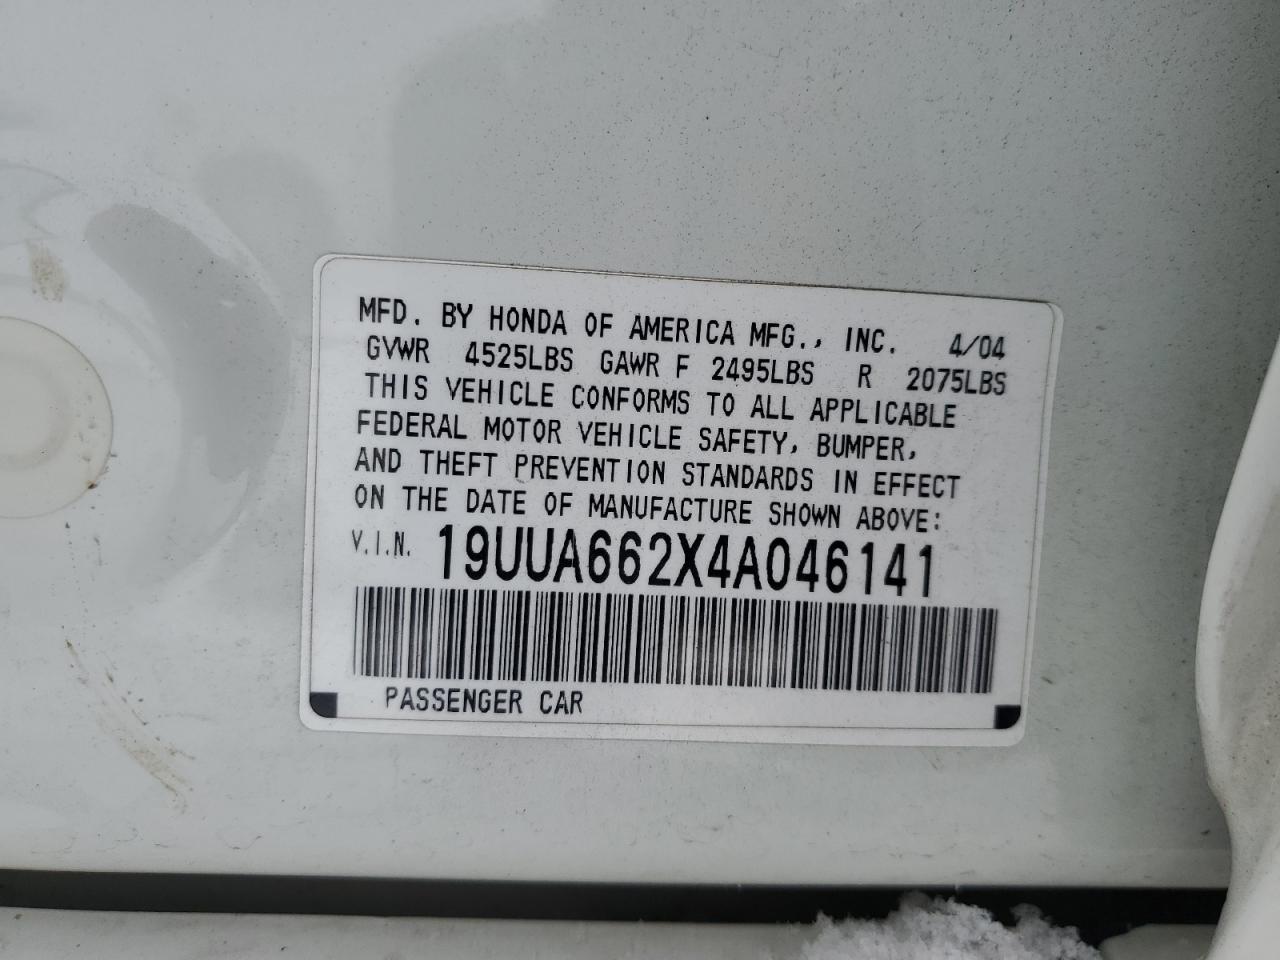 MFD. BY HONDA OF AMERICA MFG., INC. 4/04
GVWR 4525LBS GAWR F 2495LBS R 2075LBS
THIS VEHICLE CONFORMS TO ALL APPLICABLE
FEDERAL MOTOR VEHICLE SAFETY, BUMPER,
AND THEFT PREVENTION STANDARDS IN EFFECT
ON THE DATE OF MANUFACTURE SHOWN ABOVE:
V.I.N. 19UUA662X4A046141
PASSENGER CAR